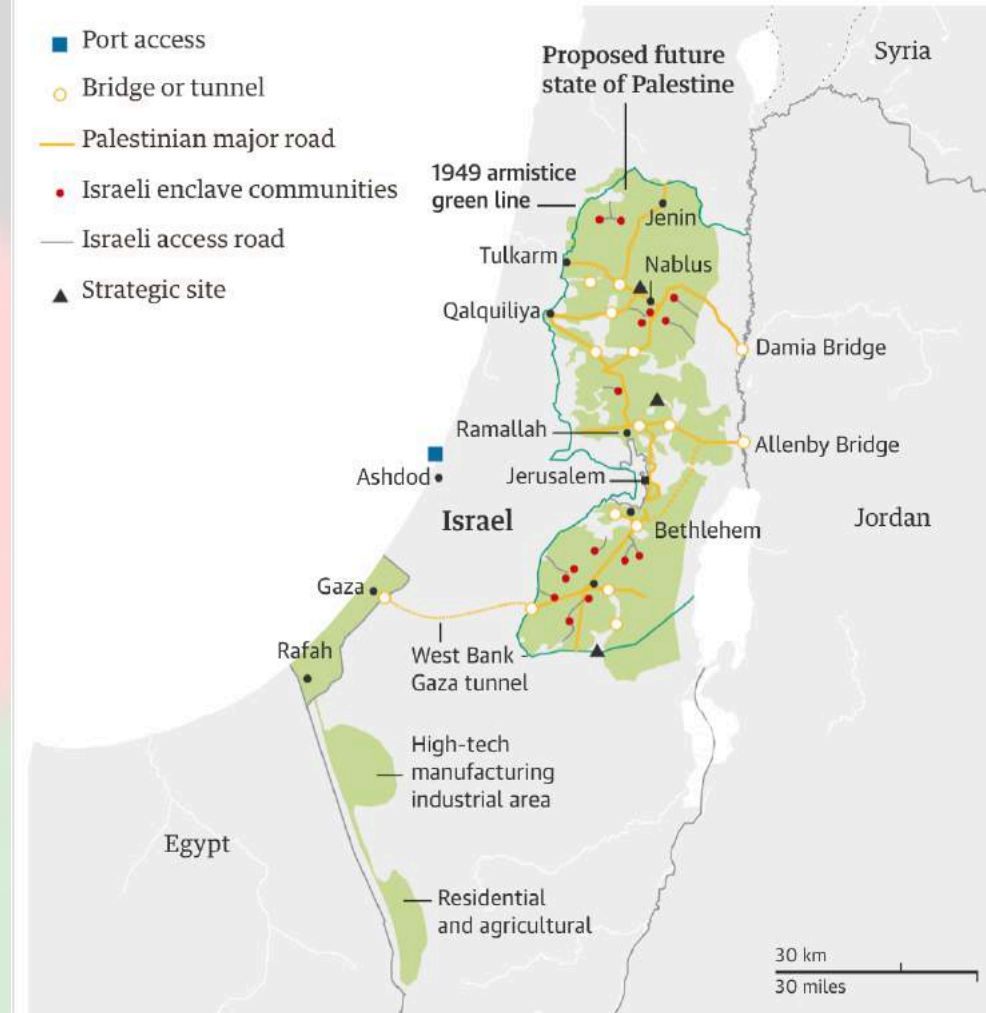 Port access
Bridge or tunnel
Palestinian major road
Israeli enclave communities
Israeli access road
Strategic site
Proposed future
state of Palestine
Syria
1949 armistice
green line
Jenin
Tulkarm
Nablus
Qalquiliya
Damia Bridge
Ramallah
Allenby Bridge
Ashdod
Jerusalem
Israel
Jordan
Bethlehem
Gaza
Rafah
West Bank -
Gaza tunnel
High-tech
manufacturing
industrial area
Egypt
Residential
and agricultural
30 km
30 miles